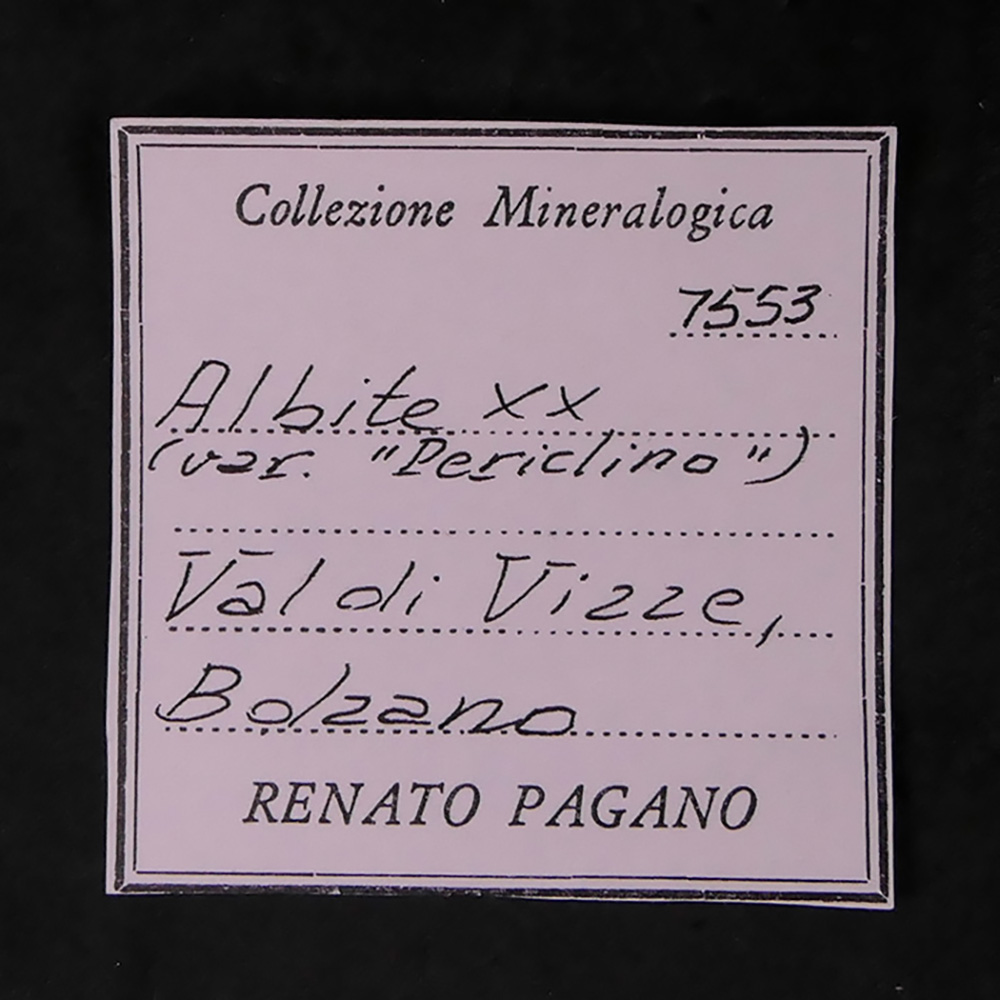 Collezione Mineralogica
7553
Albite xx
(var. "Periclino")
Val di Vizze,
Bolzano
RENATO PAGANO